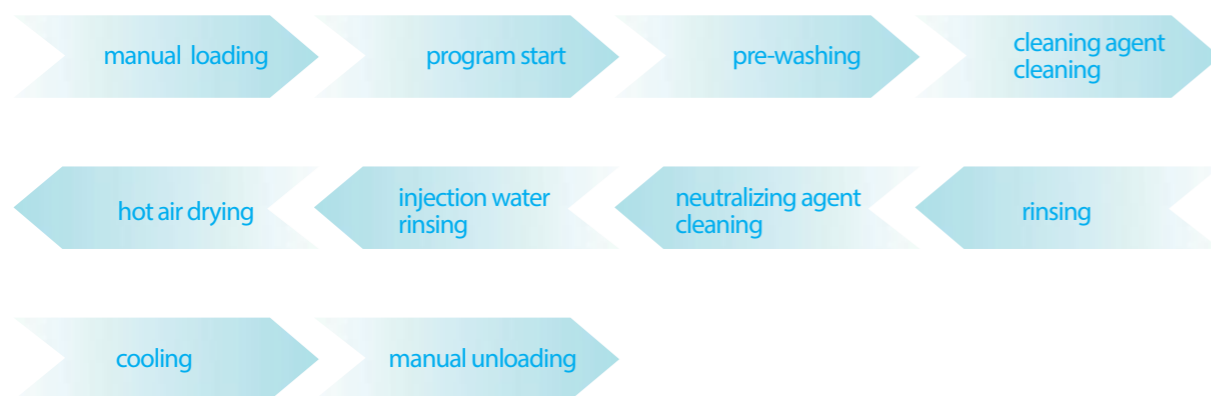 manual loading
program start
pre-washing
cleaning agent
cleaning
rinsing
neutralizing agent
cleaning
injection water
rinsing
hot air drying
cooling
manual unloading